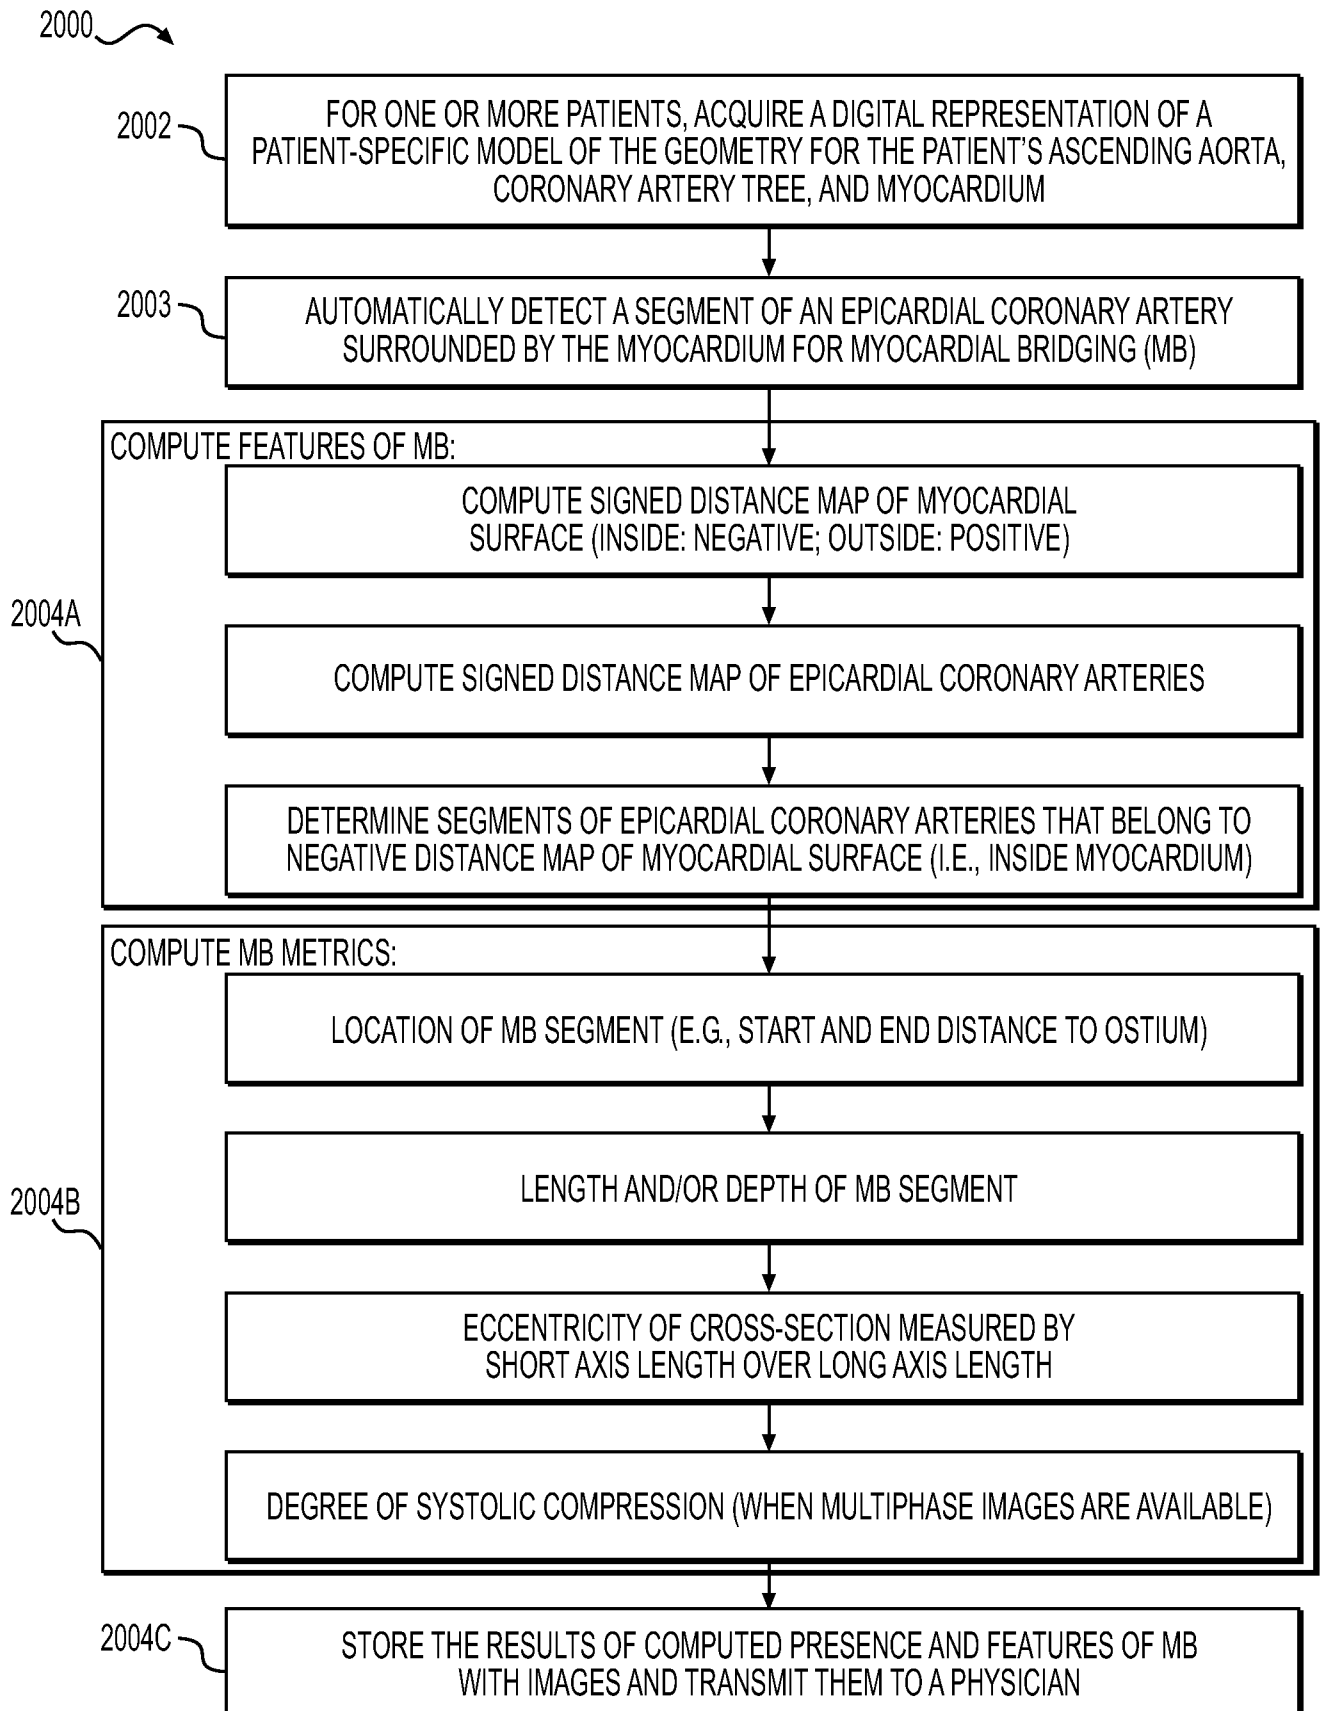 2000
2002
FOR ONE OR MORE PATIENTS, ACQUIRE A DIGITAL REPRESENTATION OF A
PATIENT-SPECIFIC MODEL OF THE GEOMETRY FOR THE PATIENT'S ASCENDING AORTA,
CORONARY ARTERY TREE, AND MYOCARDIUM
2003
AUTOMATICALLY DETECT A SEGMENT OF AN EPICARDIAL CORONARY ARTERY
SURROUNDED BY THE MYOCARDIUM FOR MYOCARDIAL BRIDGING (MB)
COMPUTE FEATURES OF MB:
COMPUTE SIGNED DISTANCE MAP OF MYOCARDIAL
SURFACE (INSIDE: NEGATIVE; OUTSIDE: POSITIVE)
2004A
COMPUTE SIGNED DISTANCE MAP OF EPICARDIAL CORONARY ARTERIES
DETERMINE SEGMENTS OF EPICARDIAL CORONARY ARTERIES THAT BELONG TO
NEGATIVE DISTANCE MAP OF MYOCARDIAL SURFACE (I.E., INSIDE MYOCARDIUM)
COMPUTE MB METRICS:
LOCATION OF MB SEGMENT (E.G., START AND END DISTANCE TO OSTIUM)
LENGTH AND/OR DEPTH OF MB SEGMENT
2004B
ECCENTRICITY OF CROSS-SECTION MEASURED BY
SHORT AXIS LENGTH OVER LONG AXIS LENGTH
DEGREE OF SYSTOLIC COMPRESSION (WHEN MULTIPHASE IMAGES ARE AVAILABLE)
2004C
STORE THE RESULTS OF COMPUTED PRESENCE AND FEATURES OF MB
WITH IMAGES AND TRANSMIT THEM TO A PHYSICIAN